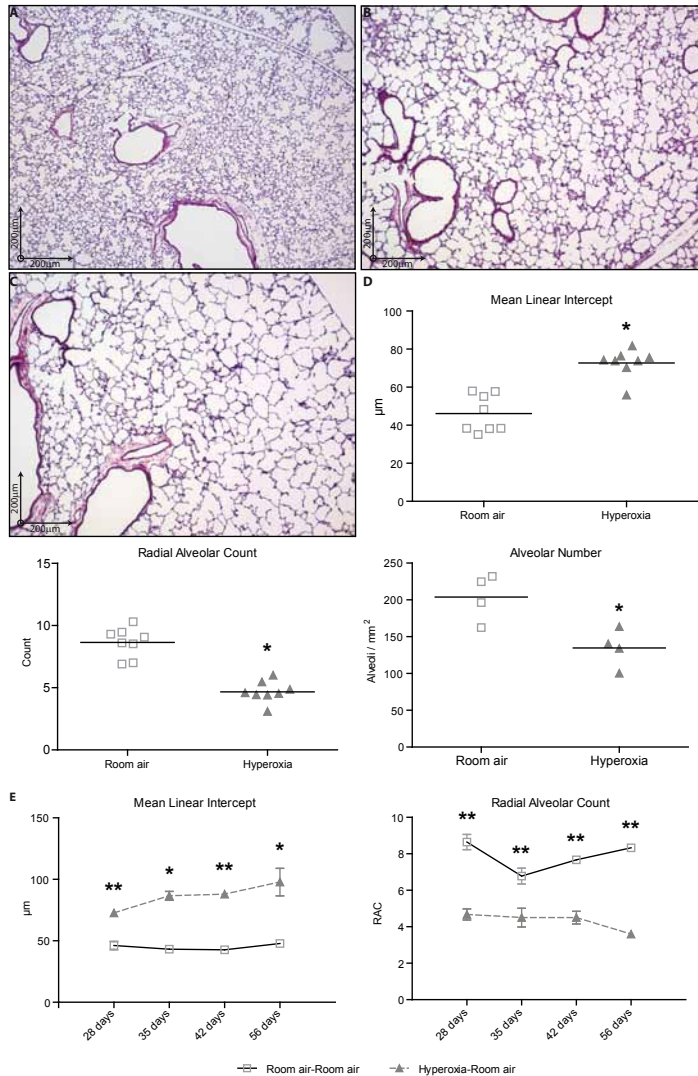 A
200µm
200µm
B
200µm
200µm
C
200µm
200µm
D
Mean Linear Intercept
100
80
60
40
20
0
µm
*
Room air
Hyperoxia
Radial Alveolar Count
15
10
5
0
Count
*
Room air
Hyperoxia
Alveolar Number
250
200
150
100
50
0
Alveoli / mm²
*
Room air
Hyperoxia
E
Mean Linear Intercept
150
100
50
0
µm
** * ** *
28 days
35 days
42 days
56 days
Radial Alveolar Count
10
8
6
4
2
0
RAC
** ** ** **
28 days
35 days
42 days
56 days
Room air-Room air
Hyperoxia-Room air